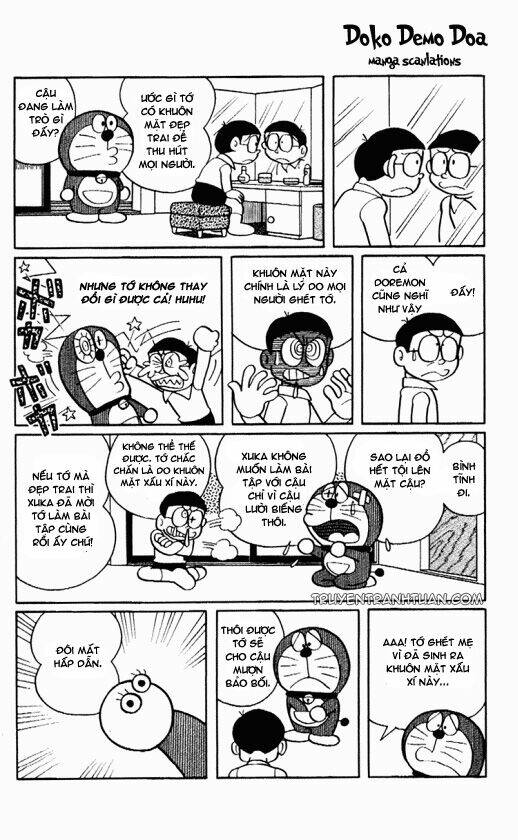 Doko Demo Doa
manga scanlations
ƯỚC GÌ TỚ
CÓ KHUÔN
MẶT ĐẸP
TRAI ĐỂ
THU HÚT
MỌI NGƯỜI.
CẬU
ĐANG LÀM
TRÒ GÌ
ĐẤY?
ĐẤY!
CẢ
DOREMON
CŨNG NGHĨ
NHƯ VẬY
KHUÔN MẶT NÀY
CHÍNH LÀ LÝ DO MỌI
NGƯỜI GHÉT TỚ.
NHƯNG TỚ KHÔNG THAY
ĐỔI GÌ ĐƯỢC CẢ! HUHU!
BÌNH
TĨNH
ĐI.
SAO LẠI ĐỔ
HẾT TỘI LÊN
MẶT CẬU?
XUKA KHÔNG
MUỐN LÀM BÀI
TẬP VỚI CẬU
CHỈ VÌ CẬU
LƯỜI BIẾNG
THÔI.
KHÔNG THỂ THẾ
ĐƯỢC. TỚ CHẮC
CHẮN LÀ DO KHUÔN
MẶT XẤU XÍ NÀY.
NẾU TỚ MÀ
ĐẸP TRAI THÌ
XUKA ĐÃ MỜI
TỚ LÀM BÀI
TẬP CÙNG
RỒI ẤY CHỨ!
TRUYENTRANHTUAN.COM
AAA! TỚ GHÉT MẸ
VÌ ĐÃ SINH RA
KHUÔN MẶT XẤU
XÍ NÀY...
THÔI ĐƯỢC
TỚ SẼ
CHO CẬU
MƯỢN
BẢO BỐI.
ĐÔI MẮT
HẤP DẪN.